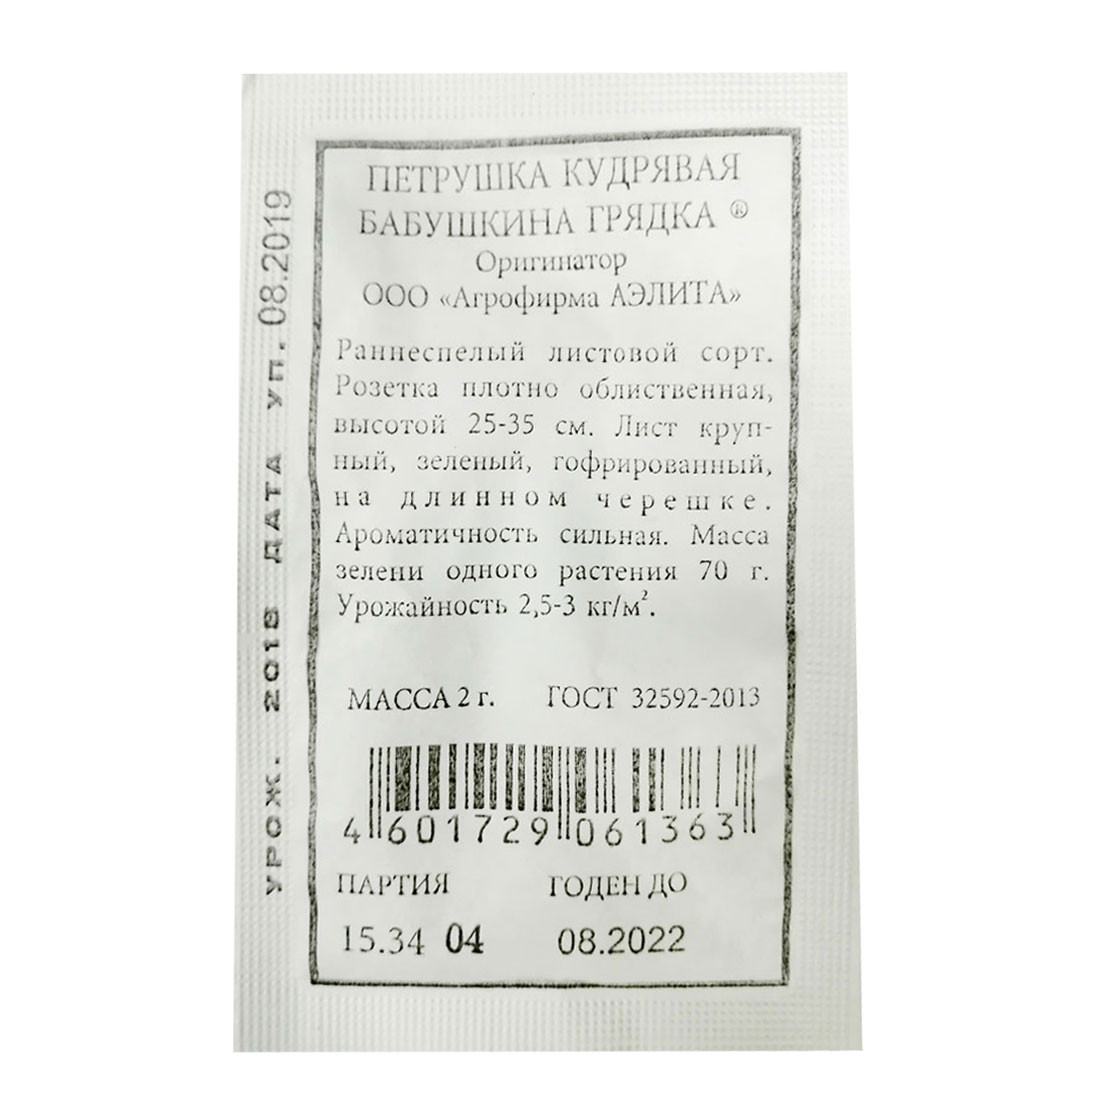 ПЕТРУШКА КУДРЯВАЯ
БАБУШКИНА ГРЯДКА ®
Оригинатор
ООО «Агрофирма АЭЛИТА»
Раннеспелый листовой сорт.
Розетка плотно облиственная,
высотой 25-35 см. Лист круп-
ный, зеленый, гофрированный,
на длинном черешке.
Ароматичность сильная. Масса
зелени одного растения 70 г.
Урожайность 2,5-3 кг/м².
МАССА 2 г. ГОСТ 32592-2013
4 601729 061363
ПАРТИЯ ГОДЕН ДО
15.34 04 08.2022
УРОЖ. 2018 ДАТА УП. 08.2019